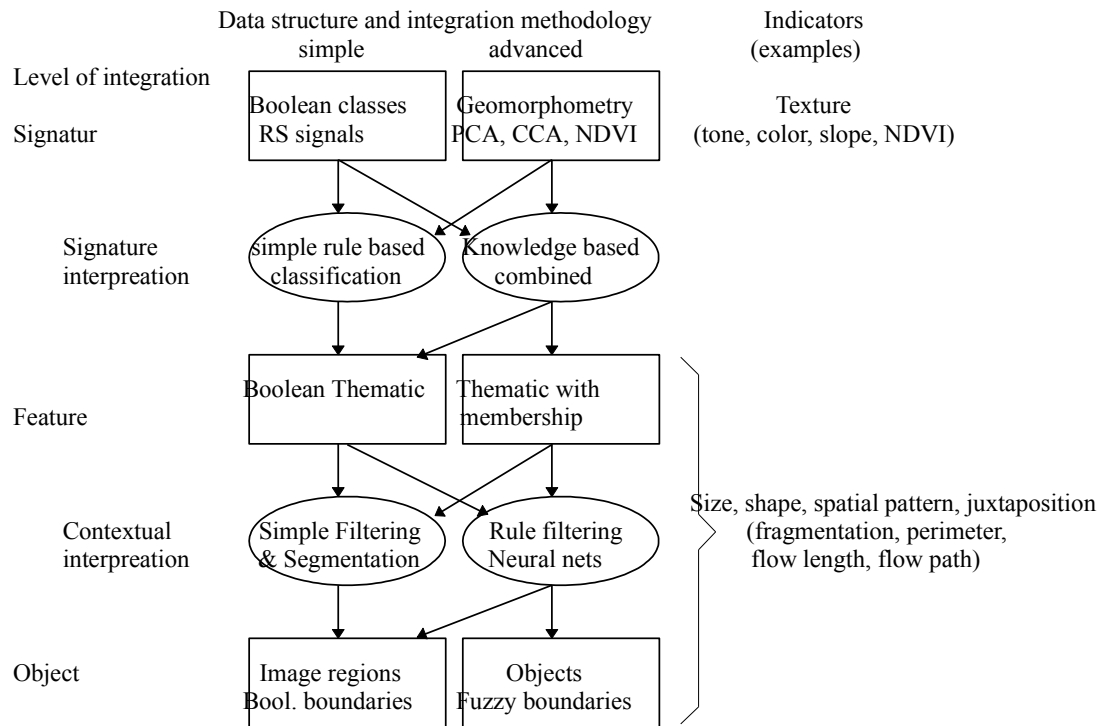 Data structure and integration methodology
simple
advanced
Indicators
(examples)
Level of integration
Signatur
Boolean classes
RS signals
Geomorphometry
PCA, CCA, NDVI
Texture
(tone, color, slope, NDVI)
Signature
interpreation
simple rule based
classification
Knowledge based
combined
Feature
Boolean Thematic
Thematic with
membership
Size, shape, spatial pattern, juxtaposition
(fragmentation, perimeter,
flow length, flow path)
Contextual
interpreation
Simple Filtering
& Segmentation
Rule filtering
Neural nets
Object
Image regions
Bool. boundaries
Objects
Fuzzy boundaries